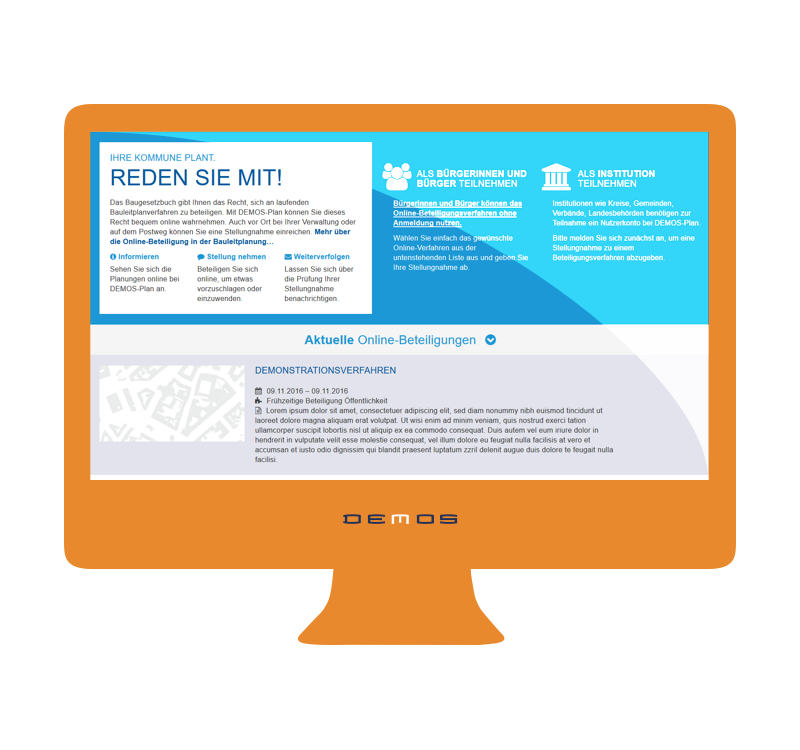 IHRE KOMMUNE PLANT.
REDEN SIE MIT!
Das Baugesetzbuch gibt Ihnen das Recht, sich an laufenden
Bauleitplanverfahren zu beteiligen. Mit DEMOS-Plan können Sie dieses
Recht bequem online wahrnehmen. Auch vor Ort bei Ihrer Verwaltung oder
auf dem Postweg können Sie eine Stellungnahme einreichen. Mehr über
die Online-Beteiligung in der Bauleitplanung…
Informieren
Sehen Sie sich die
Planungen online bei
DEMOS-Plan an.
Stellung nehmen
Beteiligen Sie sich
online, um etwas
vorzuschlagen oder
einzuwenden.
Weiterverfolgen
Lassen Sie sich über
die Prüfung Ihrer
Stellungnahme
benachrichtigen.
ALS BÜRGERINNEN UND
BÜRGER TEILNEHMEN
Bürgerinnen und Bürger können das
Online-Beteiligungsverfahren ohne
Anmeldung nutzen.
Wählen Sie einfach das gewünschte
Online-Verfahren aus der
untenstehenden Liste aus und geben Sie
Ihre Stellungnahme ab.
ALS INSTITUTION
TEILNEHMEN
Institutionen wie Kreise, Gemeinden,
Verbände, Landesbehörden benötigen zur
Teilnahme ein Nutzerkonto bei DEMOS-Plan.
Bitte melden Sie sich zunächst an, um eine
Stellungnahme zu einem
Beteiligungsverfahren abzugeben.
Aktuelle Online-Beteiligungen
DEMONSTRATIONSVERFAHREN
09.11.2016 – 09.11.2016
Frühzeitige Beteiligung Öffentlichkeit
Lorem ipsum dolor sit amet, consectetuer adipiscing elit, sed diam nonummy nibh euismod tincidunt ut
laoreet dolore magna aliquam erat volutpat. Ut wisi enim ad minim veniam, quis nostrud exerci tation
ullamcorper suscipit lobortis nisl ut aliquip ex ea commodo consequat. Duis autem vel eum iriure dolor in
hendrerit in vulputate velit esse molestie consequat, vel illum dolore eu feugiat nulla facilisis at vero et
accumsan et iusto odio dignissim qui blandit praesent luptatum zzril delenit augue duis dolore te feugait nulla
facilisi.
DEMOS